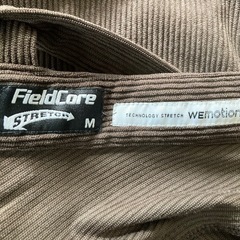 FieldCore
STRETCH
M
TECHNOLOGY STRETCH WEmotion